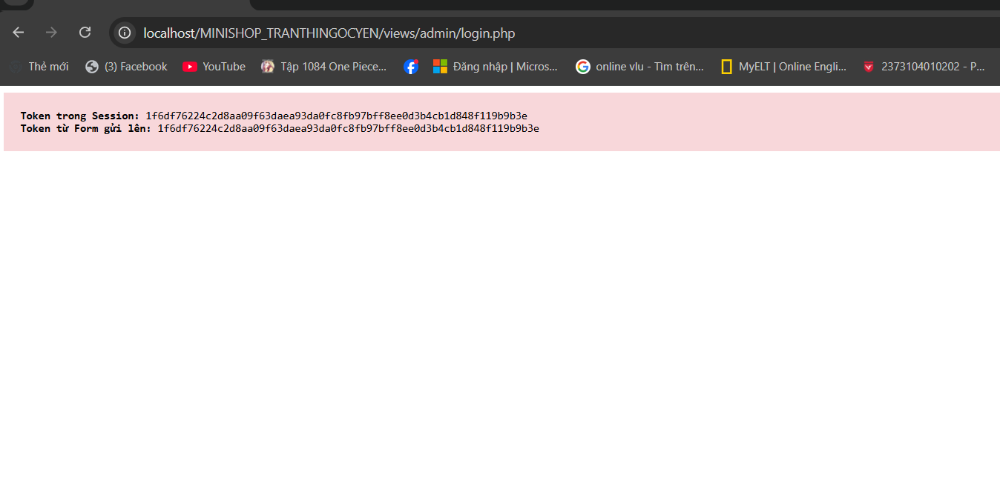 localhost/MINISHOP_TRANTHINGOCYEN/views/admin/login.php
Thẻ mới
(3) Facebook
YouTube
Tập 1084 One Piece...
Đăng nhập | Micros...
online vlu - Tìm trên...
MyELT | Online Engli...
2373104010202 - P...
Token trong Session: 1f6df76224c2d8aa09f63daea93da0fc8fb97bff8ee0d3b4cb1d848f119b9b3e
Token từ Form gửi lên: 1f6df76224c2d8aa09f63daea93da0fc8fb97bff8ee0d3b4cb1d848f119b9b3e